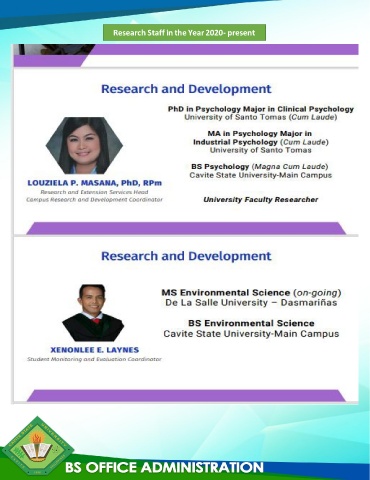 Research Staff in the Year 2020- present
Research and Development
PhD in Psychology Major in Clinical Psychology
University of Santo Tomas (Cum Laude)
MA in Psychology Major in
Industrial Psychology (Cum Laude)
University of Santo Tomas
BS Psychology (Magna Cum Laude)
Cavite State University-Main Campus
University Faculty Researcher
LOUZIELA P. MASANA, PhD, RPm
Research and Extension Services Head
Campus Research and Development Coordinator
Research and Development
MS Environmental Science (on-going)
De La Salle University – Dasmariñas
BS Environmental Science
Cavite State University-Main Campus
XENONLEE E. LAYNES
Student Monitoring and Evaluation Coordinator
BS OFFICE ADMINISTRATION